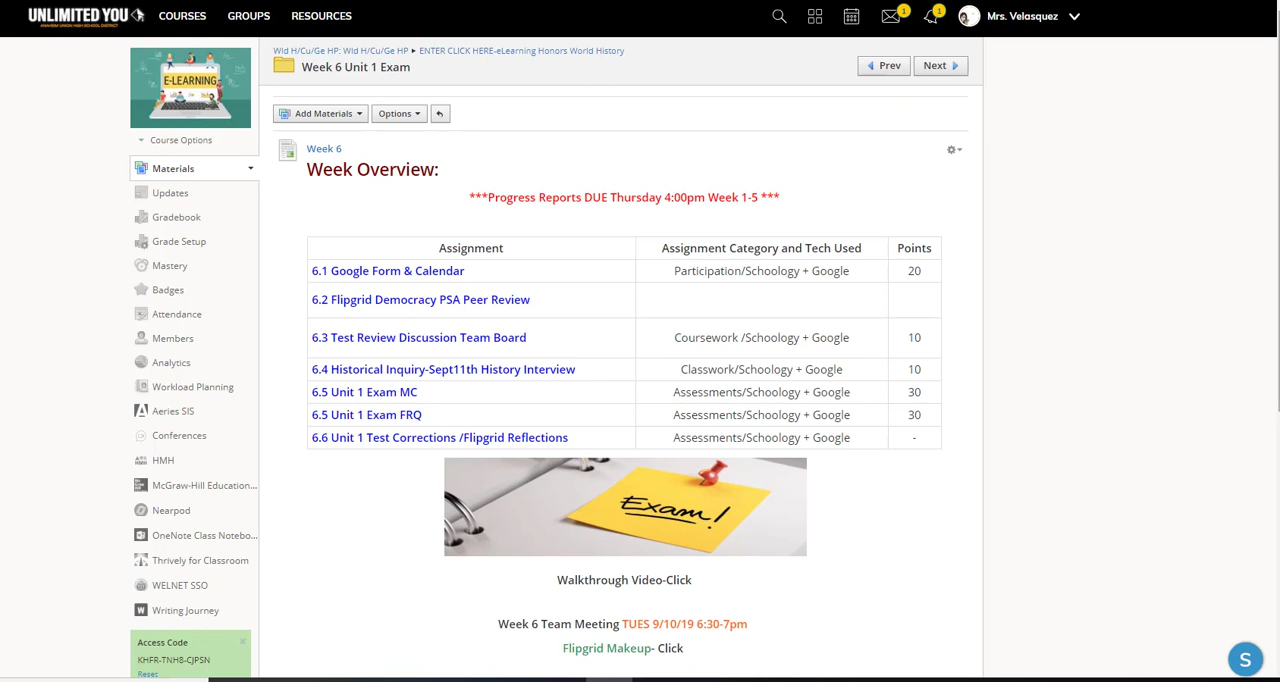 UNLIMITED YOU
ANAHEIM UNION HIGH SCHOOL DISTRICT
COURSES
GROUPS
RESOURCES
1
1
Mrs. Velasquez
E-LEARNING
Course Options
Materials
Updates
Gradebook
Grade Setup
Mastery
Badges
Attendance
Members
Analytics
Workload Planning
Aeries SIS
Conferences
HMH
McGraw-Hill Education...
Nearpod
OneNote Class Notebo...
Thrively for Classroom
WELNET SSO
W Writing Journey
Access Code
KHFR-TNH8-CJPSN
Reset
Wld H/Cu/Ge HP: Wld H/Cu/Ge HP ▸ ENTER CLICK HERE-eLearning Honors World History
Week 6 Unit 1 Exam
Prev
Next
Add Materials
Options
Week 6
Week Overview:
***Progress Reports DUE Thursday 4:00pm Week 1-5 ***
Assignment Assignment Category and Tech Used Points
6.1 Google Form & Calendar Participation/Schoology + Google 20
6.2 Flipgrid Democracy PSA Peer Review
6.3 Test Review Discussion Team Board Coursework /Schoology + Google 10
6.4 Historical Inquiry-Sept11th History Interview Classwork/Schoology + Google 10
6.5 Unit 1 Exam MC Assessments/Schoology + Google 30
6.5 Unit 1 Exam FRQ Assessments/Schoology + Google 30
6.6 Unit 1 Test Corrections /Flipgrid Reflections Assessments/Schoology + Google -
Exam!
Walkthrough Video-Click
Week 6 Team Meeting TUES 9/10/19 6:30-7pm
Flipgrid Makeup- Click
S